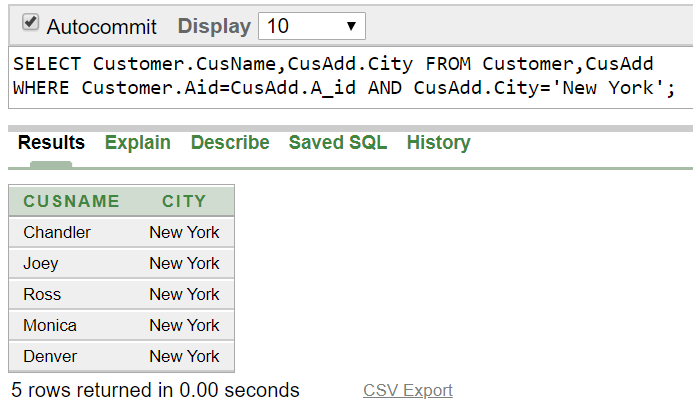 Autocommit Display 10
SELECT Customer.CusName,CusAdd.City FROM Customer,CusAdd
WHERE Customer.Aid=CusAdd.A_id AND CusAdd.City='New York';
Results Explain Describe Saved SQL History
CUSNAME CITY
Chandler New York
Joey New York
Ross New York
Monica New York
Denver New York
5 rows returned in 0.00 seconds CSV Export